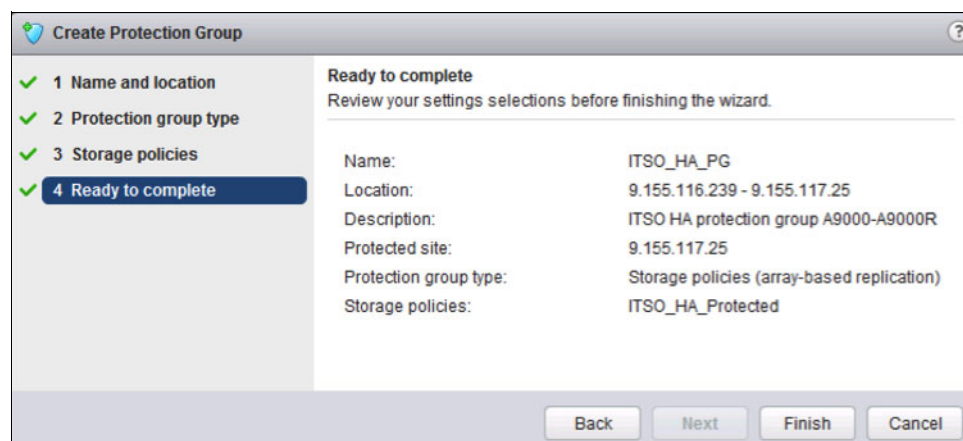 Create Protection Group
?
1 Name and location
2 Protection group type
3 Storage policies
4 Ready to complete
Ready to complete
Review your settings selections before finishing the wizard.
Name: ITSO_HA_PG
Location: 9.155.116.239 - 9.155.117.25
Description: ITSO HA protection group A9000-A9000R
Protected site: 9.155.117.25
Protection group type: Storage policies (array-based replication)
Storage policies: ITSO_HA_Protected
Back Next Finish Cancel